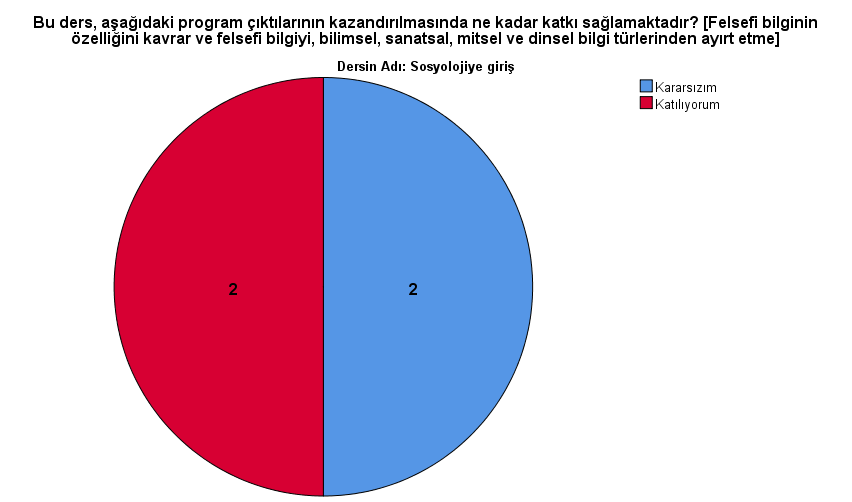 Bu ders, aşağıdaki program çıktılarının kazandırılmasında ne kadar katkı sağlamaktadır? [Felsefi bilginin
özelliğini kavrar ve felsefi bilgiyi, bilimsel, sanatsal, mitsel ve dinsel bilgi türlerinden ayırt etme]
Dersin Adı: Sosyolojiye giriş
Kararsızım
Katılıyorum
2
2